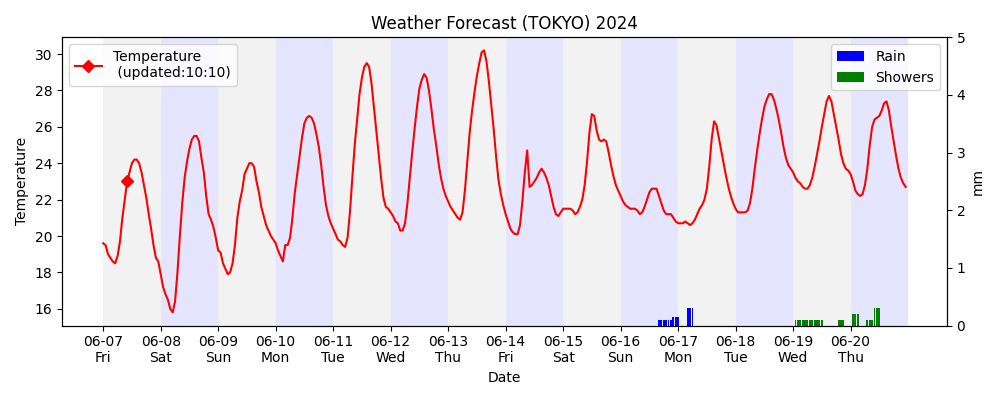 Weather Forecast (TOKYO) 2024
Temperature
(updated:10:10)
Rain
Showers
Temperature
30
28
26
24
22
20
18
16
5
4
3
2
1
0
mm
06-07 06-08 06-09 06-10 06-11 06-12 06-13 06-14 06-15 06-16 06-17 06-18 06-19 06-20
Fri Sat Sun Mon Tue Wed Thu Fri Sat Sun Mon Tue Wed Thu
Date